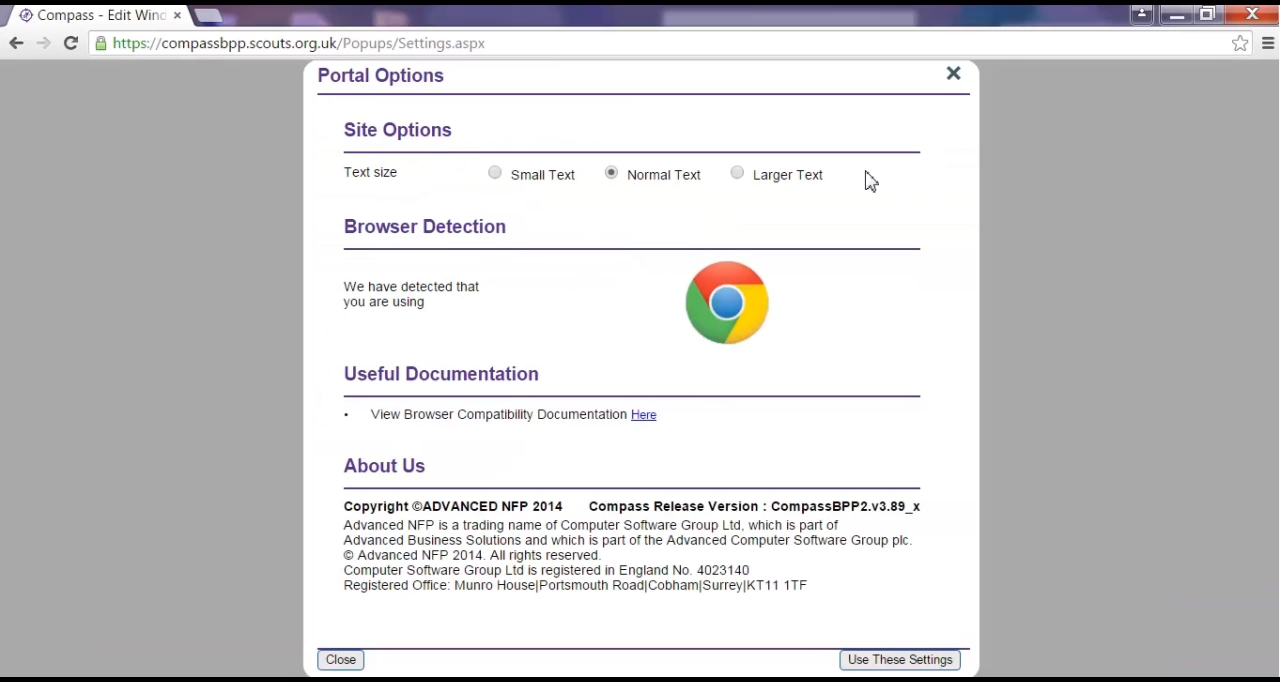 Compass - Edit Wind
https://compassbpp.scouts.org.uk/Popups/Settings.aspx
Portal Options
Site Options
Text size Small Text Normal Text Larger Text
Browser Detection
We have detected that
you are using
Useful Documentation
• View Browser Compatibility Documentation Here
About Us
Copyright ©ADVANCED NFP 2014 Compass Release Version : CompassBPP2.v3.89_x
Advanced NFP is a trading name of Computer Software Group Ltd, which is part of
Advanced Business Solutions and which is part of the Advanced Computer Software Group plc.
© Advanced NFP 2014. All rights reserved.
Computer Software Group Ltd is registered in England No. 4023140
Registered Office: Munro House|Portsmouth Road|Cobham|Surrey|KT11 1TF
Close Use These Settings